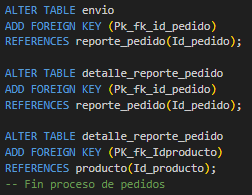 ALTER TABLE envio
ADD FOREIGN KEY (Pk_fk_id_pedido)
REFERENCES reporte_pedido(Id_pedido);
ALTER TABLE detalle_reporte_pedido
ADD FOREIGN KEY (PK_fk_id_pedido)
REFERENCES reporte_pedido(Id_pedido);
ALTER TABLE detalle_reporte_pedido
ADD FOREIGN KEY (PK_fk_Idproducto)
REFERENCES producto(Id_producto);
-- Fin proceso de pedidos